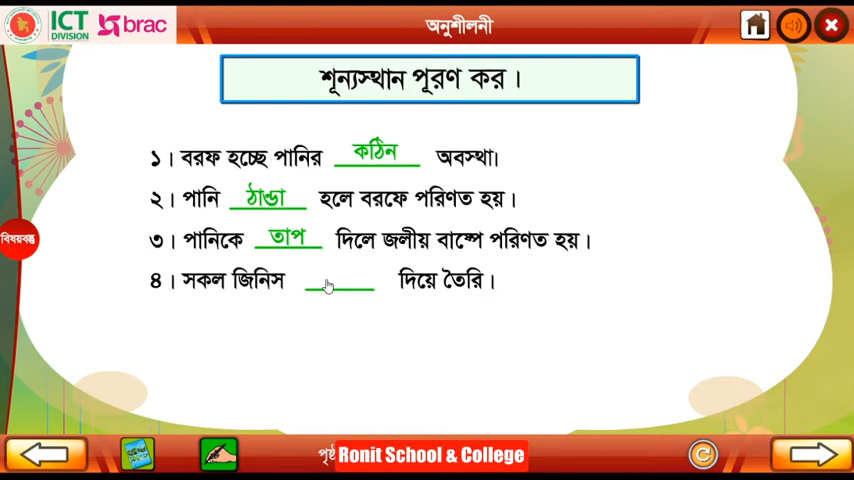 ICT
DIVISION
brac
অনুশীলনী
শূন্যস্থান পূরণ কর।
১। বরফ হচ্ছে পানির কঠিন অবস্থা।
২। পানি ঠাণ্ডা হলে বরফে পরিণত হয়।
৩। পানিকে তাপ দিলে জলীয় বাষ্পে পরিণত হয়।
৪। সকল জিনিস ______ দিয়ে তৈরি।
বিষয়বস্তু
Ronit School & College